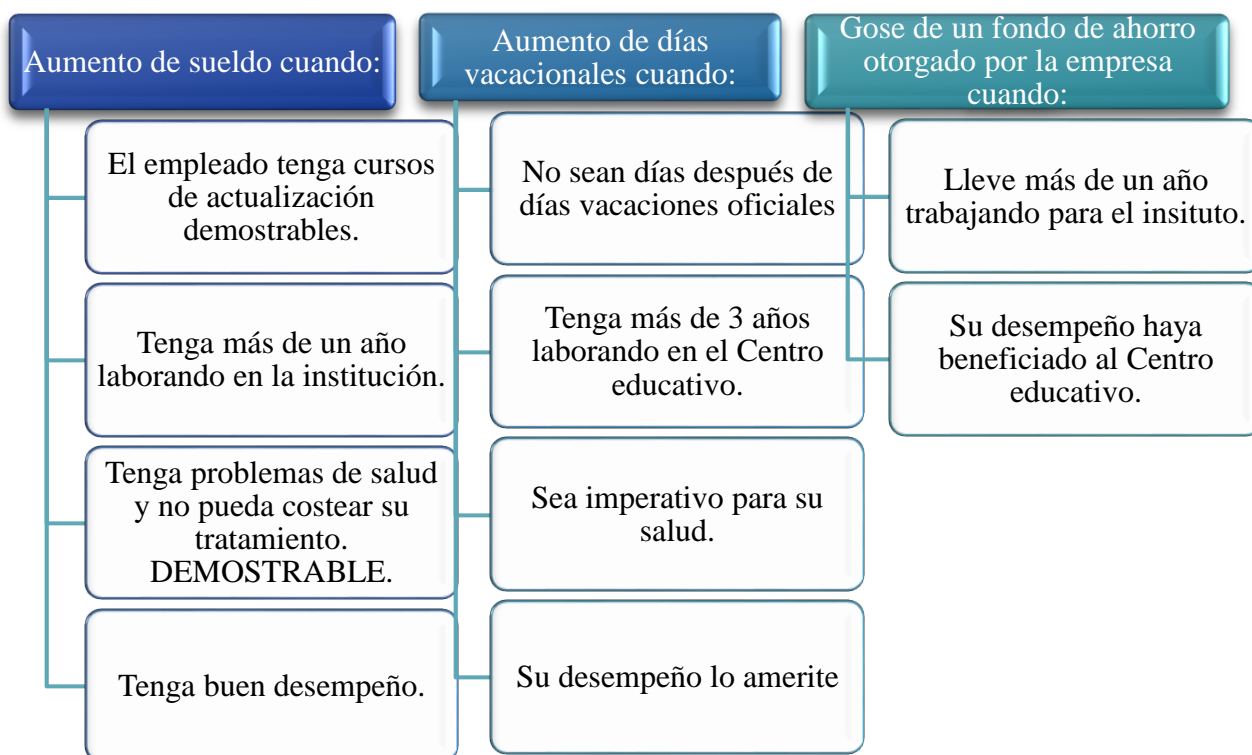 Aumento de sueldo cuando:
El empleado tenga cursos
de actualización
demostrables.
Tenga más de un año
laborando en la institución.
Tenga problemas de salud
y no pueda costear su
tratamiento.
DEMOSTRABLE.
Tenga buen desempeño.
Aumento de días
vacacionales cuando:
No sean días después de
días vacaciones oficiales
Tenga más de 3 años
laborando en el Centro
educativo.
Sea imperativo para su
salud.
Su desempeño lo amerite
Gose de un fondo de ahorro
otorgado por la empresa
cuando:
Lleve más de un año
trabajando para el insituto.
Su desempeño haya
beneficiado al Centro
educativo.